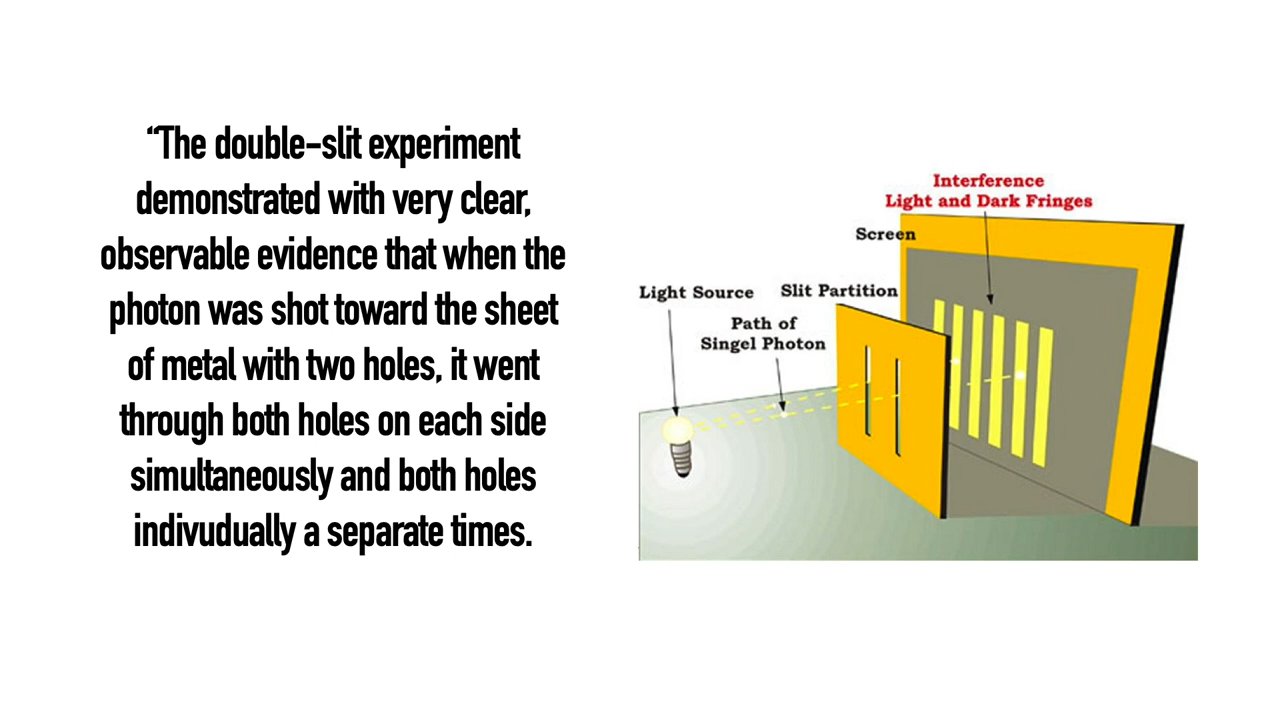 “The double-slit experiment
demonstrated with very clear,
observable evidence that when the
photon was shot toward the sheet
of metal with two holes, it went
through both holes on each side
simultaneously and both holes
indivudually a separate times.
Interference
Light and Dark Fringes
Screen
Light Source
Slit Partition
Path of
Singel Photon